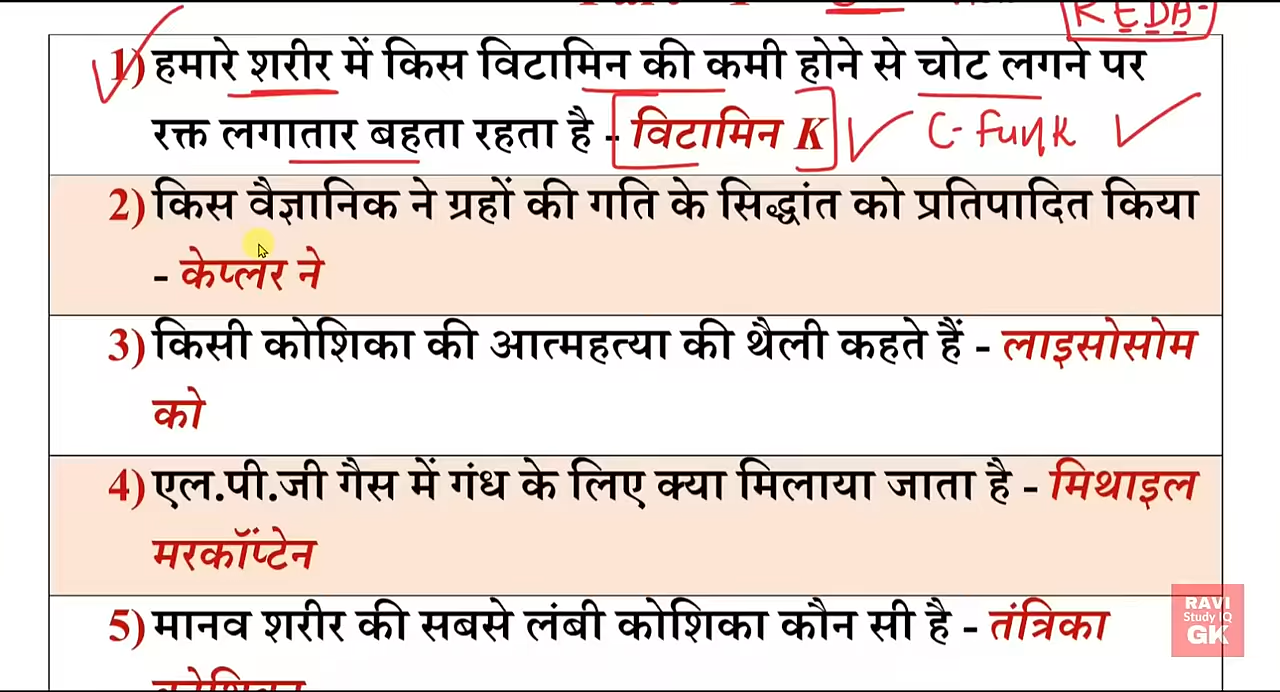 KEDA-
1) हमारे शरीर में किस विटामिन की कमी होने से चोट लगने पर
रक्त लगातार बहता रहता है - विटामिन K C- Funk
2) किस वैज्ञानिक ने ग्रहों की गति के सिद्धांत को प्रतिपादित किया
- केप्लर ने
3) किसी कोशिका की आत्महत्या की थैली कहते हैं - लाइसोसोम
को
4) एल.पी.जी गैस में गंध के लिए क्या मिलाया जाता है - मिथाइल
मरकॉप्टेन
5) मानव शरीर की सबसे लंबी कोशिका कौन सी है - तंत्रिका
कोशिका
RAVI
Study IQ
GK